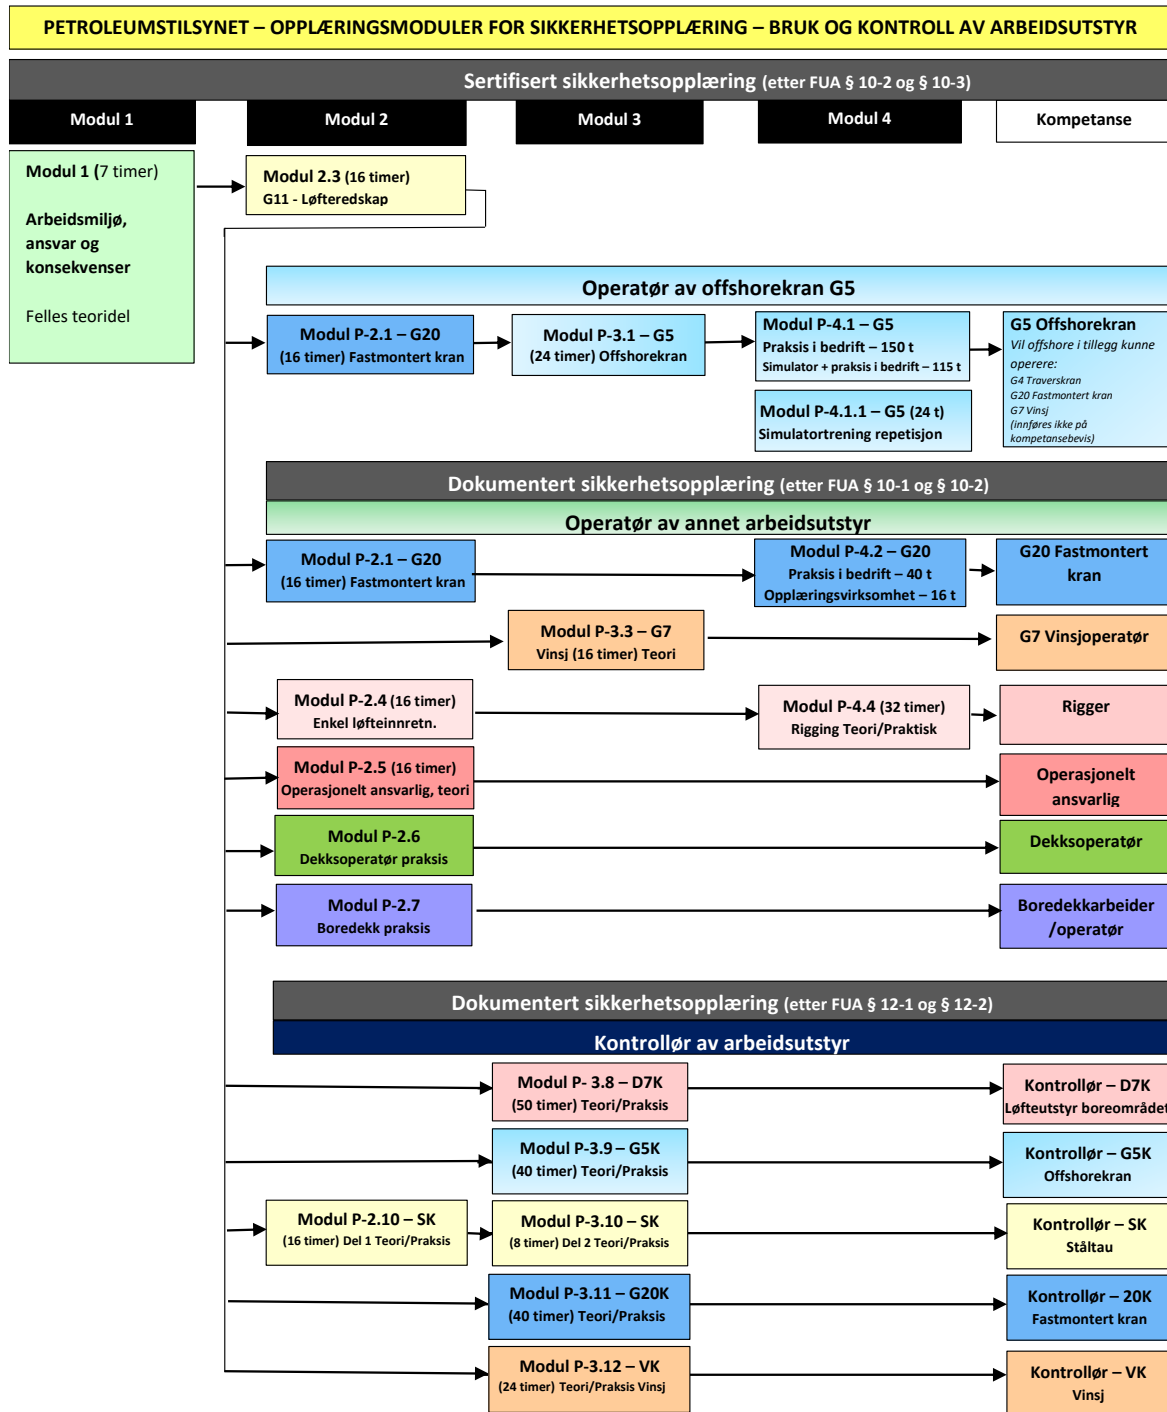 PETROLEUMSTILSYNET – OPPLÆRINGSMODULER FOR SIKKERHETSOPPLÆRING – BRUK OG KONTROLL AV ARBEIDSUTSTYR
Sertifisert sikkerhetsopplæring (etter FUA § 10-2 og § 10-3)
Modul 1
Modul 2
Modul 3
Modul 4
Kompetanse
Modul 1 (7 timer)
Arbeidsmiljø,
ansvar og
konsekvenser
Felles teoridel
Modul 2.3 (16 timer)
G11 - Løfteredskap
Operatør av offshorekran G5
Modul P-2.1 – G20
(16 timer) Fastmontert kran
Modul P-3.1 – G5
(24 timer) Offshorekran
Modul P-4.1 – G5
Praksis i bedrift – 150 t
Simulator + praksis i bedrift – 115 t
Modul P-4.1.1 – G5 (24 t)
Simulatortrening repetisjon
G5 Offshorekran
Vil offshore i tillegg kunne
operere:
G4 Traverskran
G20 Fastmontert kran
G7 Vinsj
(innføres ikke på
kompetansebevis)
Dokumentert sikkerhetsopplæring (etter FUA § 10-1 og § 10-2)
Operatør av annet arbeidsutstyr
Modul P-2.1 – G20
(16 timer) Fastmontert kran
Modul P-4.2 – G20
Praksis i bedrift – 40 t
Opplæringsvirksomhet – 16 t
G20 Fastmontert
kran
Modul P-3.3 – G7
Vinsj (16 timer) Teori
G7 Vinsjoperatør
Modul P-2.4 (16 timer)
Enkel løfteinnretn.
Modul P-4.4 (32 timer)
Rigging Teori/Praktisk
Rigger
Modul P-2.5 (16 timer)
Operasjonelt ansvarlig, teori
Operasjonelt
ansvarlig
Modul P-2.6
Dekksoperatør praksis
Dekksoperatør
Modul P-2.7
Boredekk praksis
Boredekkarbeider
/operatør
Dokumentert sikkerhetsopplæring (etter FUA § 12-1 og § 12-2)
Kontrollør av arbeidsutstyr
Modul P- 3.8 – D7K
(50 timer) Teori/Praksis
Kontrollør – D7K
Løfteutstyr boreområdet
Modul P-3.9 – G5K
(40 timer) Teori/Praksis
Kontrollør – G5K
Offshorekran
Modul P-2.10 – SK
(16 timer) Del 1 Teori/Praksis
Modul P-3.10 – SK
(8 timer) Del 2 Teori/Praksis
Kontrollør – SK
Ståltau
Modul P-3.11 – G20K
(40 timer) Teori/Praksis
Kontrollør – 20K
Fastmontert kran
Modul P-3.12 – VK
(24 timer) Teori/Praksis Vinsj
Kontrollør – VK
Vinsj